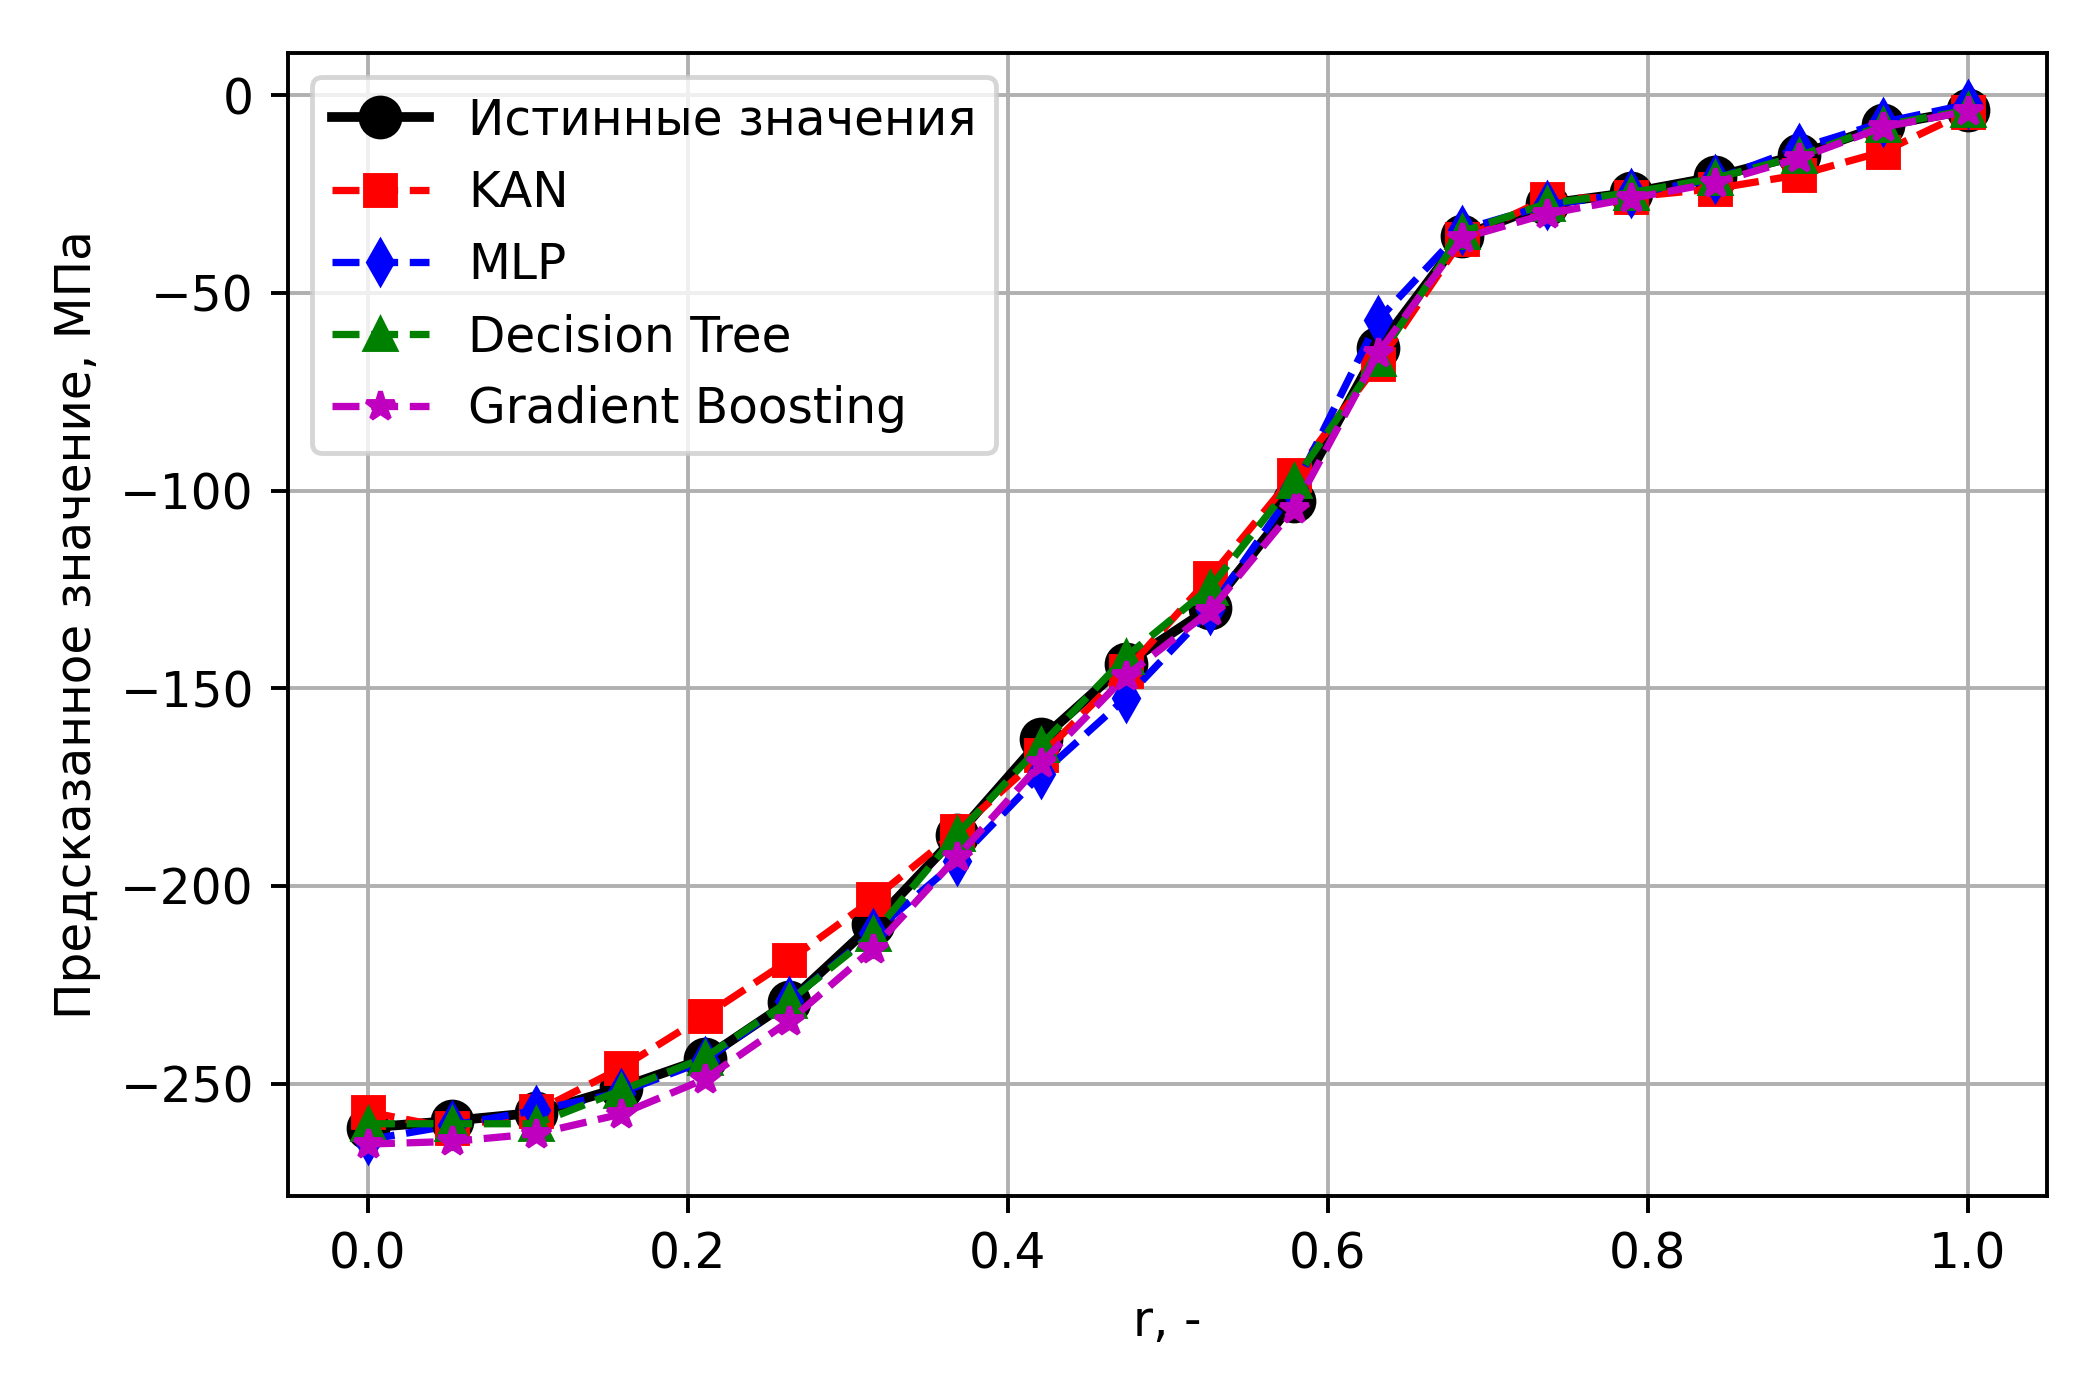 Истинные значения
KAN
MLP
Decision Tree
Gradient Boosting
Предсказанное значение, МПа
0
−50
−100
−150
−200
−250
0.0 0.2 0.4 0.6 0.8 1.0
r, -